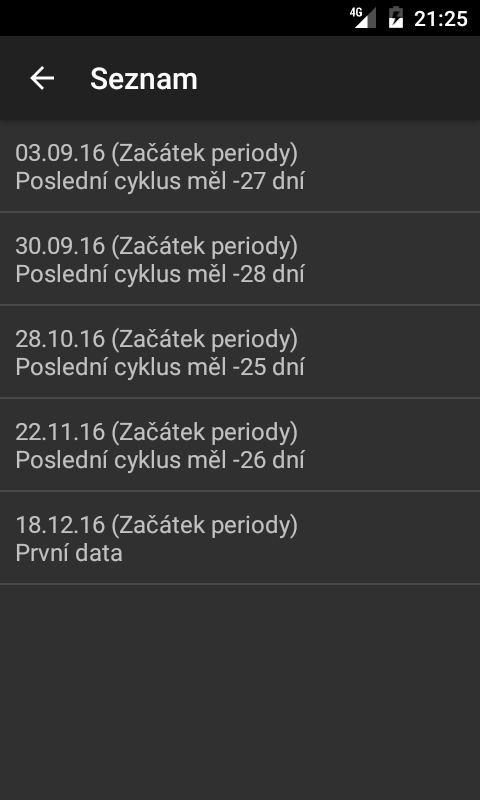 4G 21:25
Seznam
03.09.16 (Začátek periody)
Poslední cyklus měl -27 dní
30.09.16 (Začátek periody)
Poslední cyklus měl -28 dní
28.10.16 (Začátek periody)
Poslední cyklus měl -25 dní
22.11.16 (Začátek periody)
Poslední cyklus měl -26 dní
18.12.16 (Začátek periody)
První data